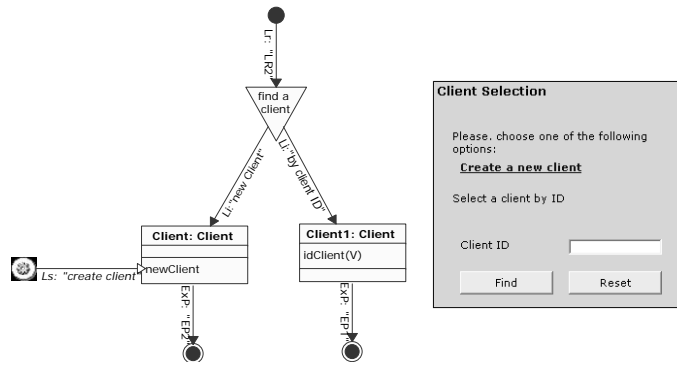 Lr: "LR2"
find a
client
Li: "new Client"
Li: "by client ID"
Client: Client
newClient
Client1: Client
idClient(V)
Ls: "create client"
ExP: "EP2"
ExP: "EP1"
Client Selection
Please. choose one of the following
options:
Create a new client
Select a client by ID
Client ID
Find
Reset